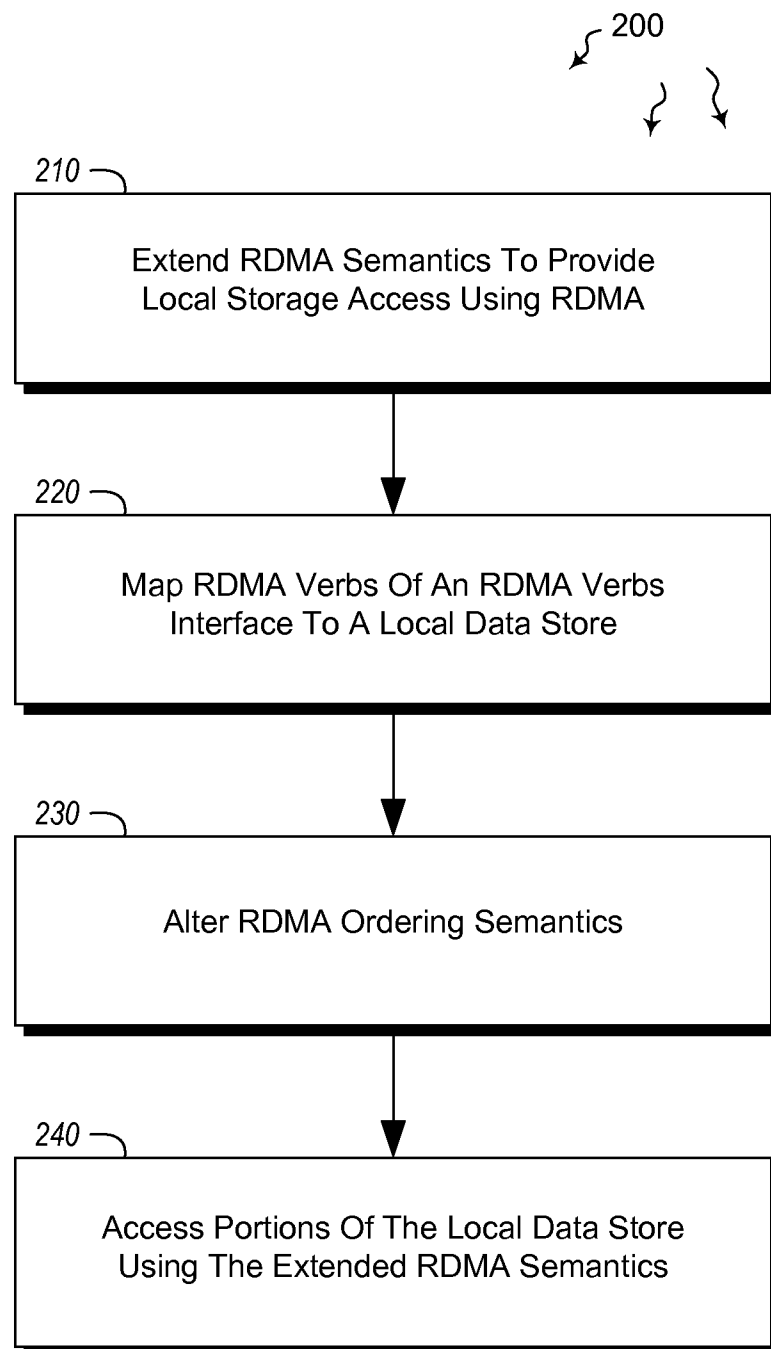 200
210
Extend RDMA Semantics To Provide
Local Storage Access Using RDMA
220
Map RDMA Verbs Of An RDMA Verbs
Interface To A Local Data Store
230
Alter RDMA Ordering Semantics
240
Access Portions Of The Local Data Store
Using The Extended RDMA Semantics